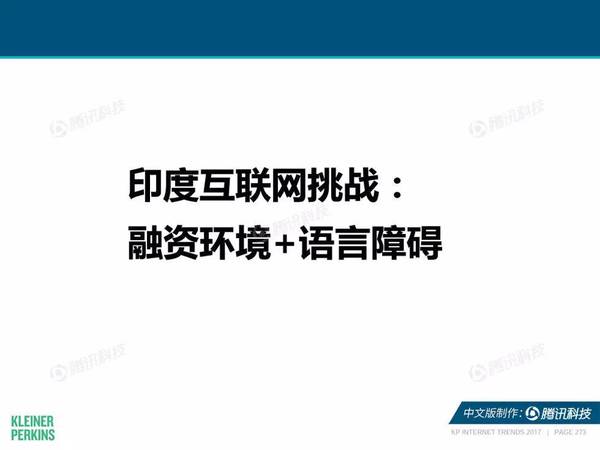 腾讯科技
腾讯科技
印度互联网挑战：
腾讯科技
融资环境+语言障碍
腾讯科技
腾讯科技
KLEINER
PERKINS
中文版制作：腾讯科技
KP INTERNET TRENDS 2017 | PAGE 273